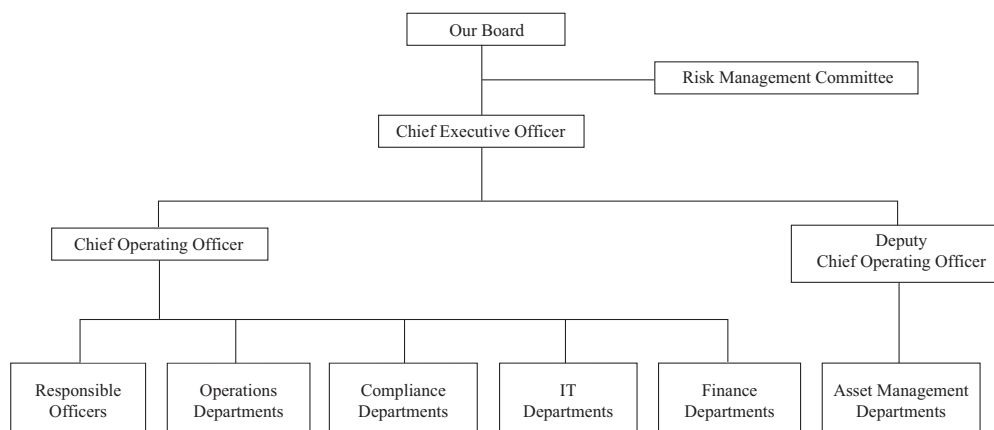 Our Board
Risk Management Committee
Chief Executive Officer
Chief Operating Officer
Deputy
Chief Operating Officer
Responsible
Officers
Operations
Departments
Compliance
Departments
IT
Departments
Finance
Departments
Asset Management
Departments